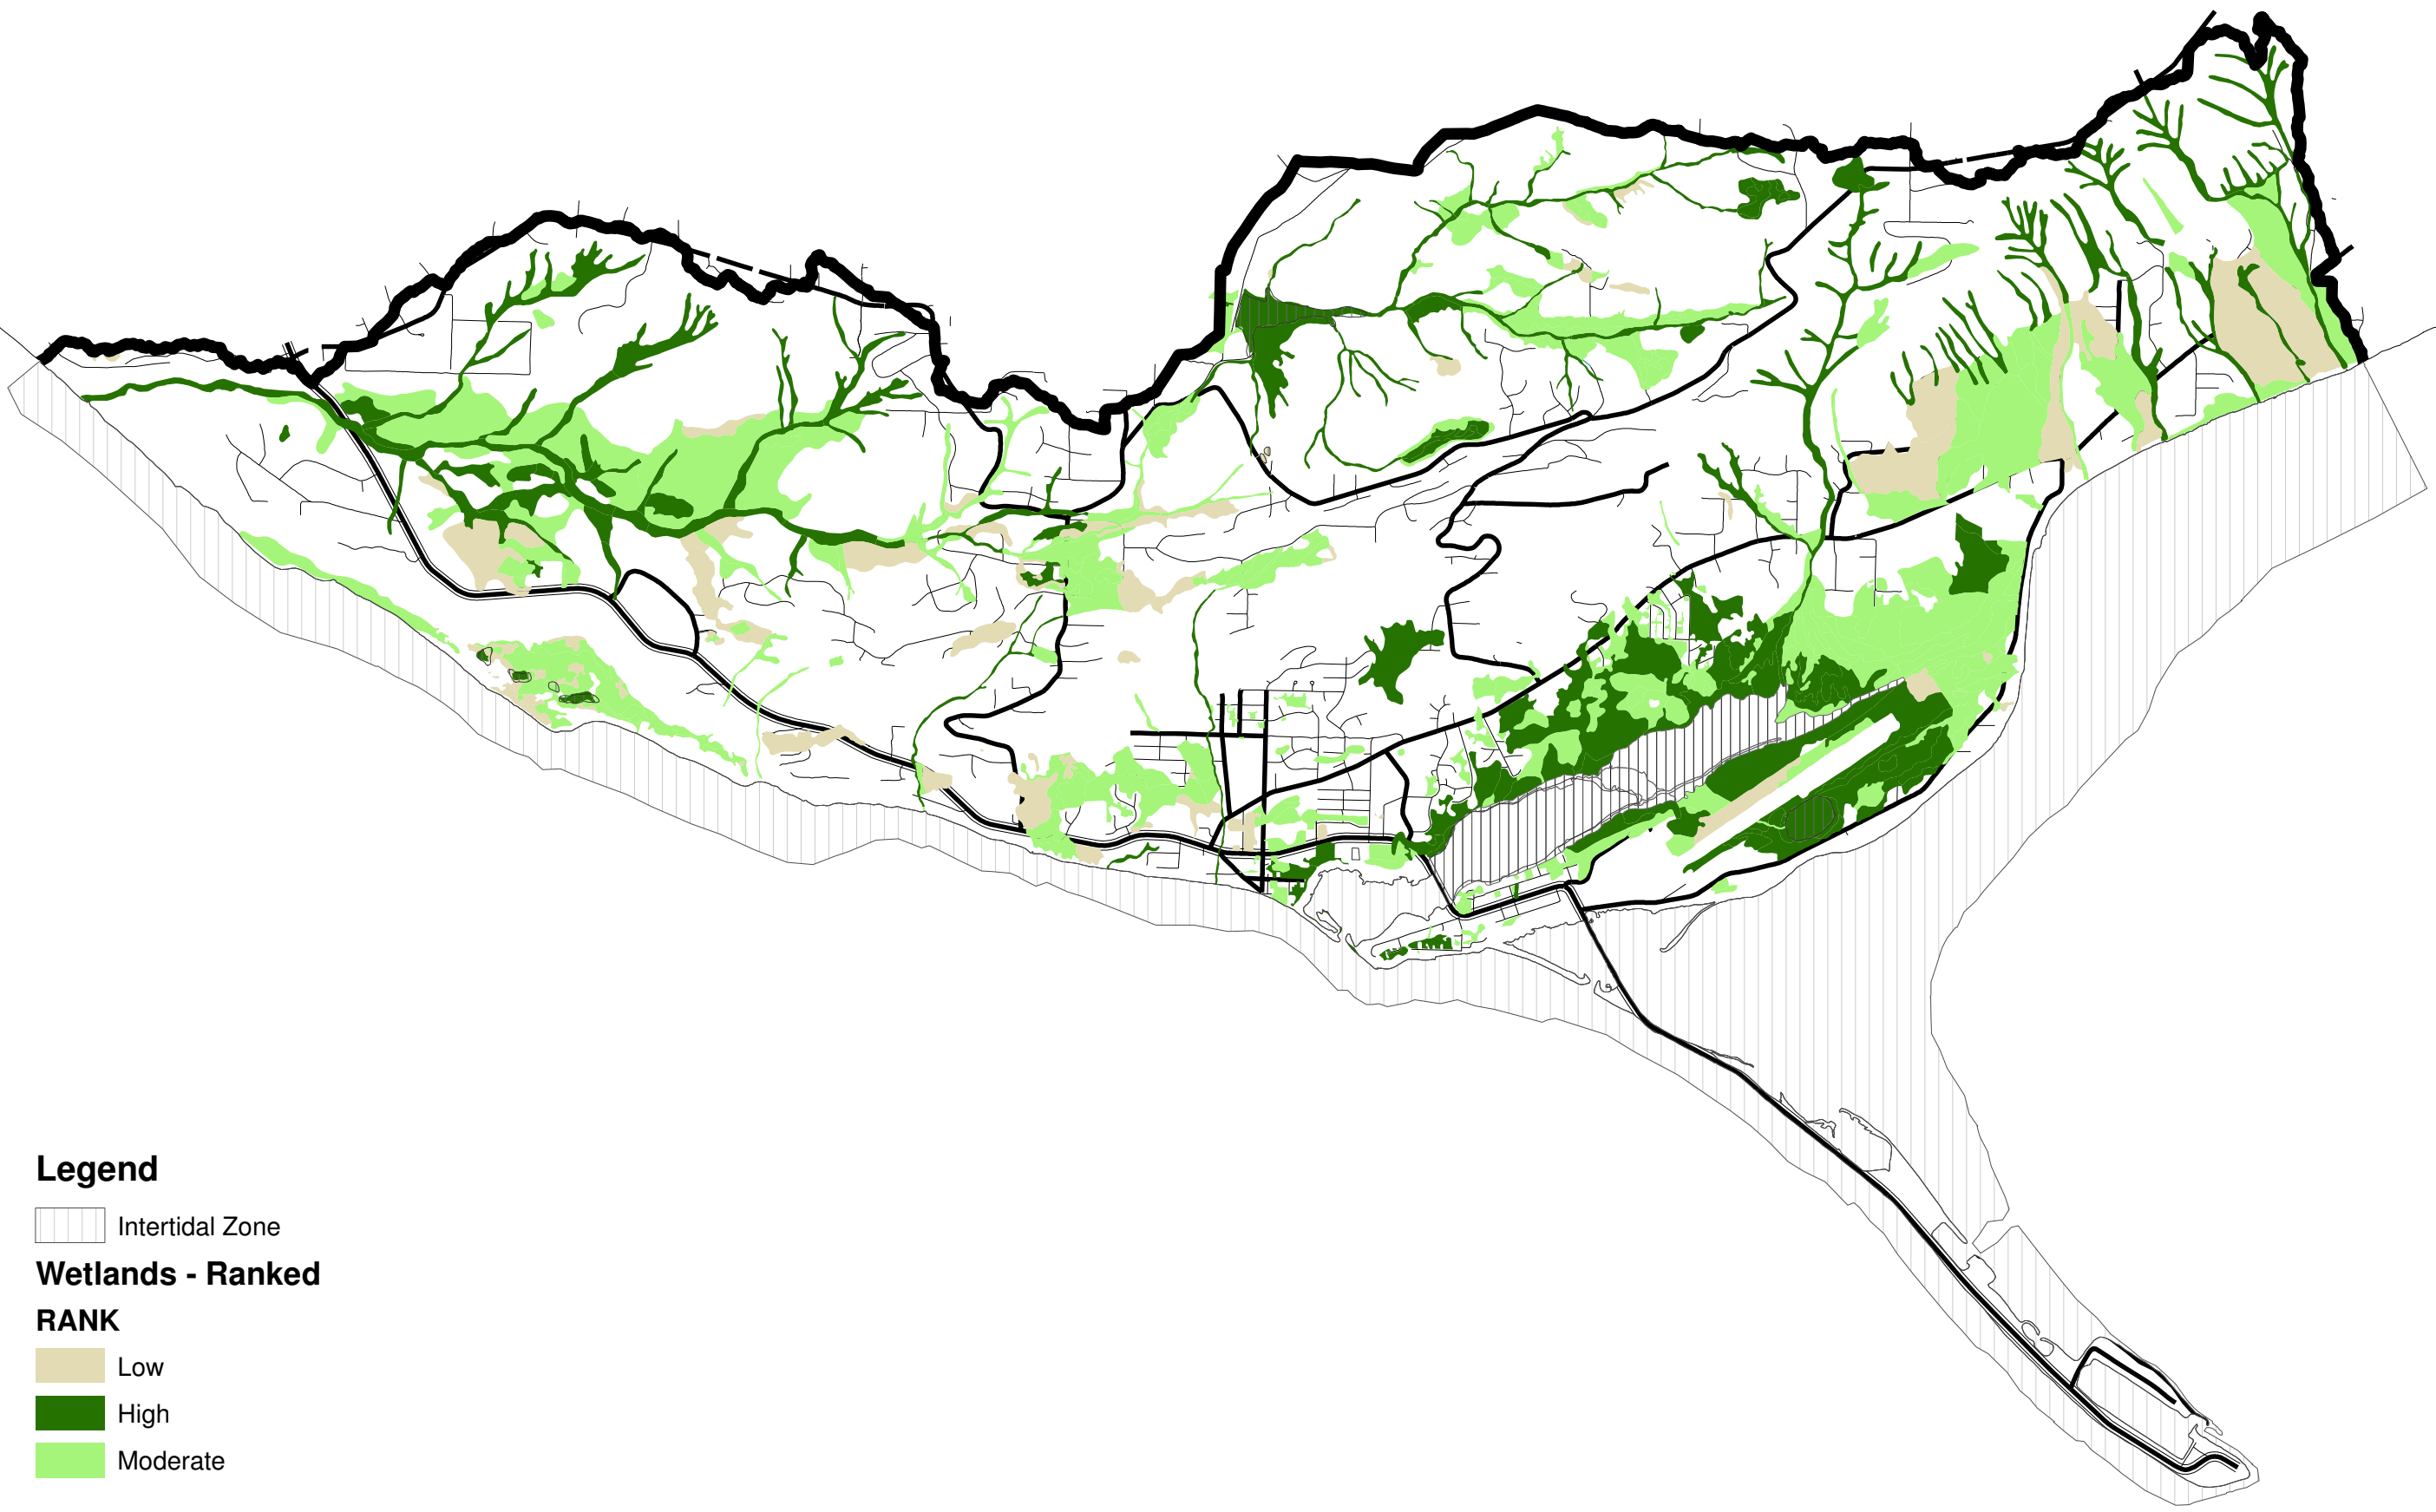 Legend
Intertidal Zone
Wetlands - Ranked
RANK
Low
High
Moderate